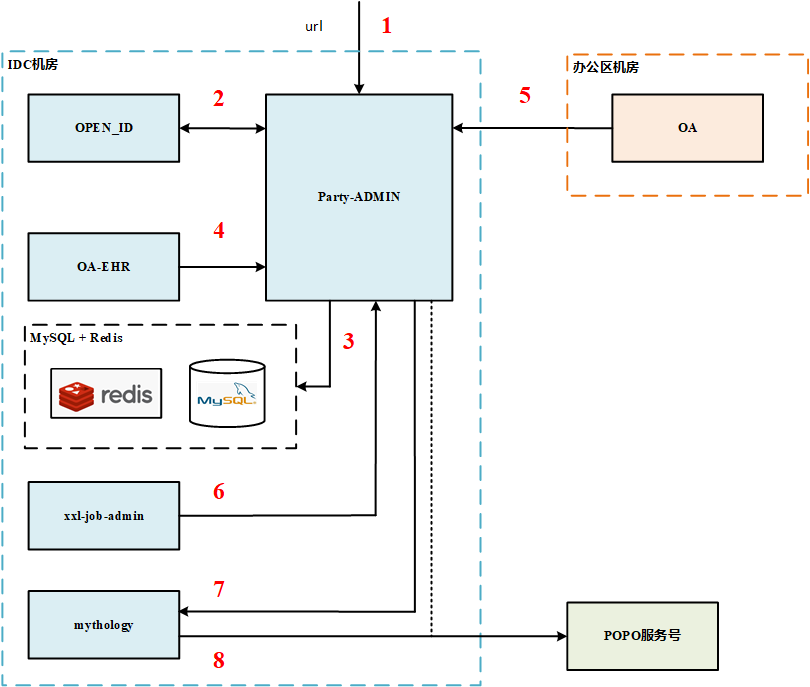 url
1
IDC机房
办公区机房
OPEN_ID
2
Party-ADMIN
5
OA
OA-EHR
4
MySQL + Redis
3
redis
MySQL
xxl-job-admin
6
mythology
7
8
POPO服务号